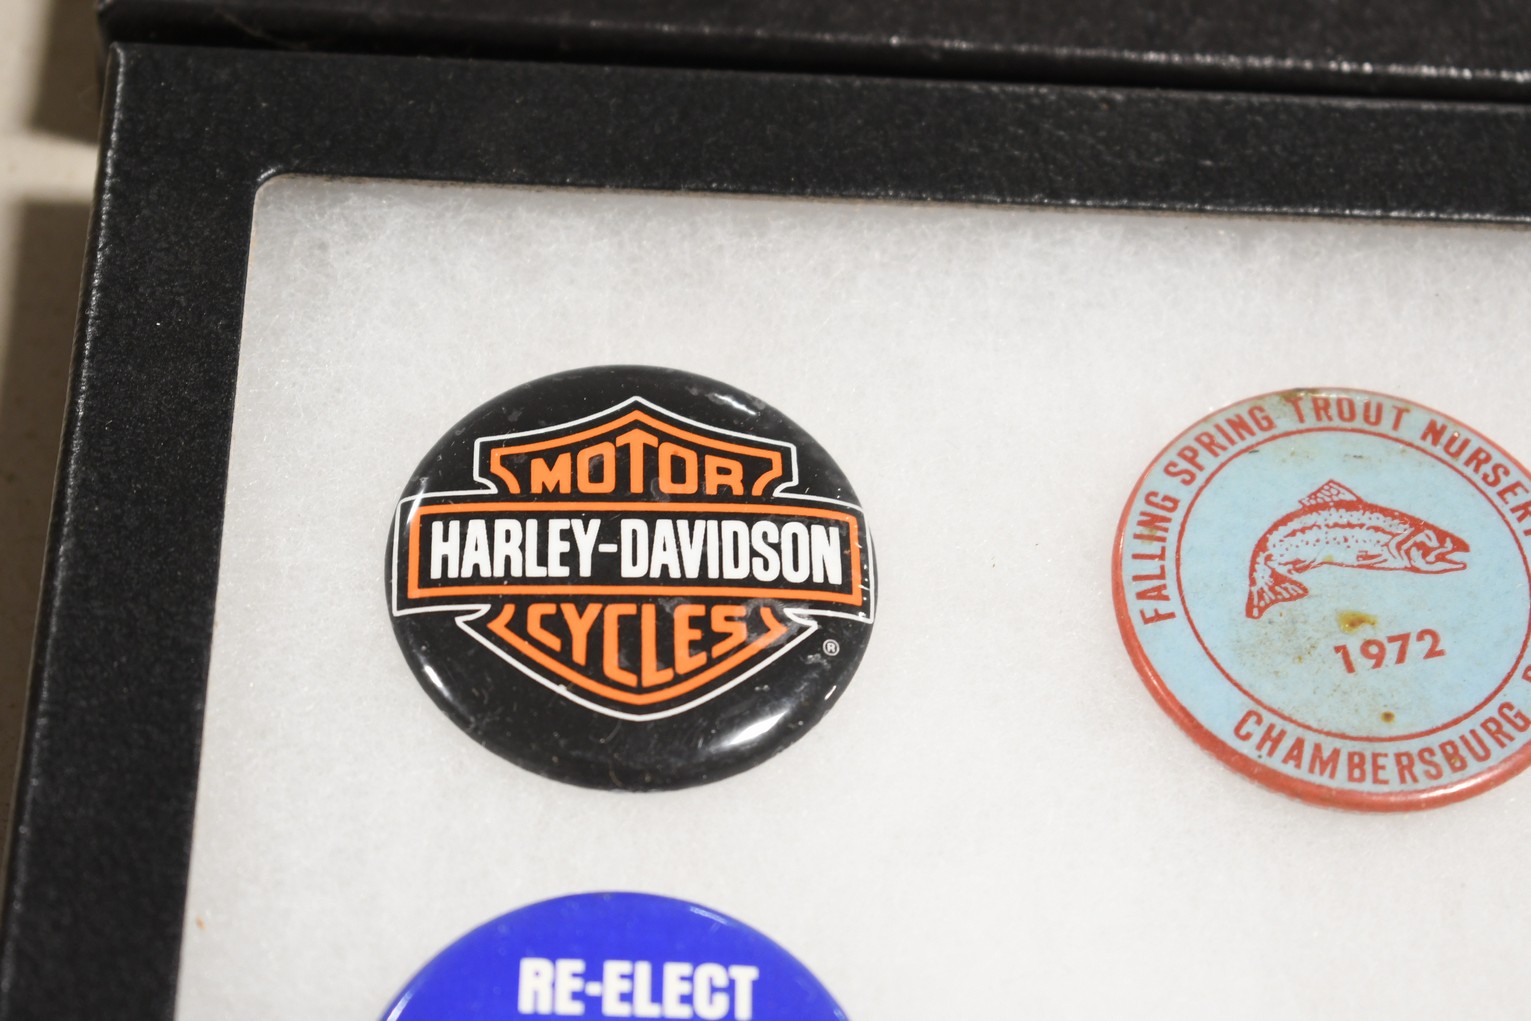 MOTOR
HARLEY-DAVIDSON
CYCLES
®
FALLING SPRING TROUT NURSERY
1972
CHAMBERSBURG
RE-ELECT